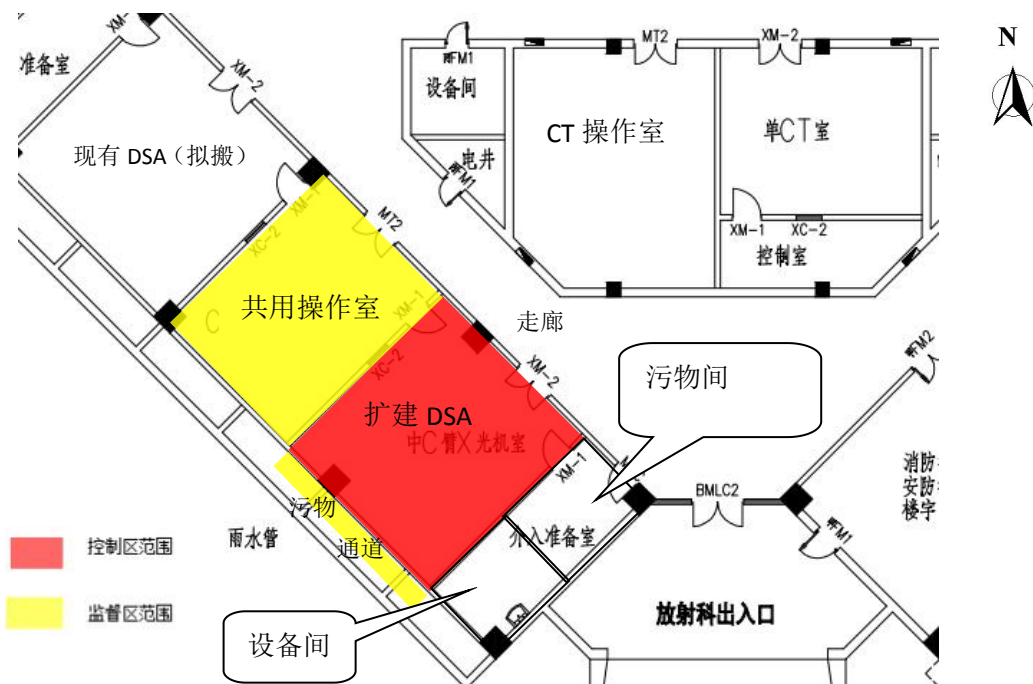 XM-2
准备室
现有 DSA（拟搬）
XM-1
XC-2
MT2
共用操作室
C
XM-1
XC-2
扩建 DSA
中C臂X光机室
XM-2
XM-1
污物
通道
雨水管
介入准备室
污物间
设备间
走廊
FM1
设备间
电井
FM1
MT2
CT 操作室
XM-2
单CT室
XM-1
XC-2
控制室
N
FM2
消防
安防
楼宇
BMLC2
FM1
放射科出入口
控制区范围
监督区范围